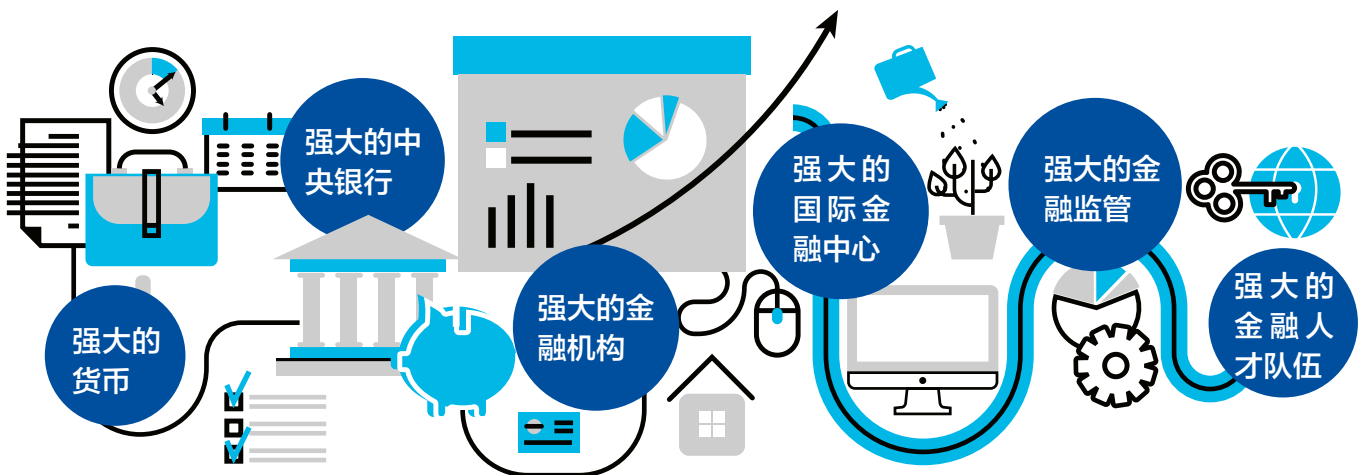 强大的
货币
强大的中
央银行
强大的金
融机构
强大的
国际金
融中心
强大的金
融监管
强大的
金融人
才队伍